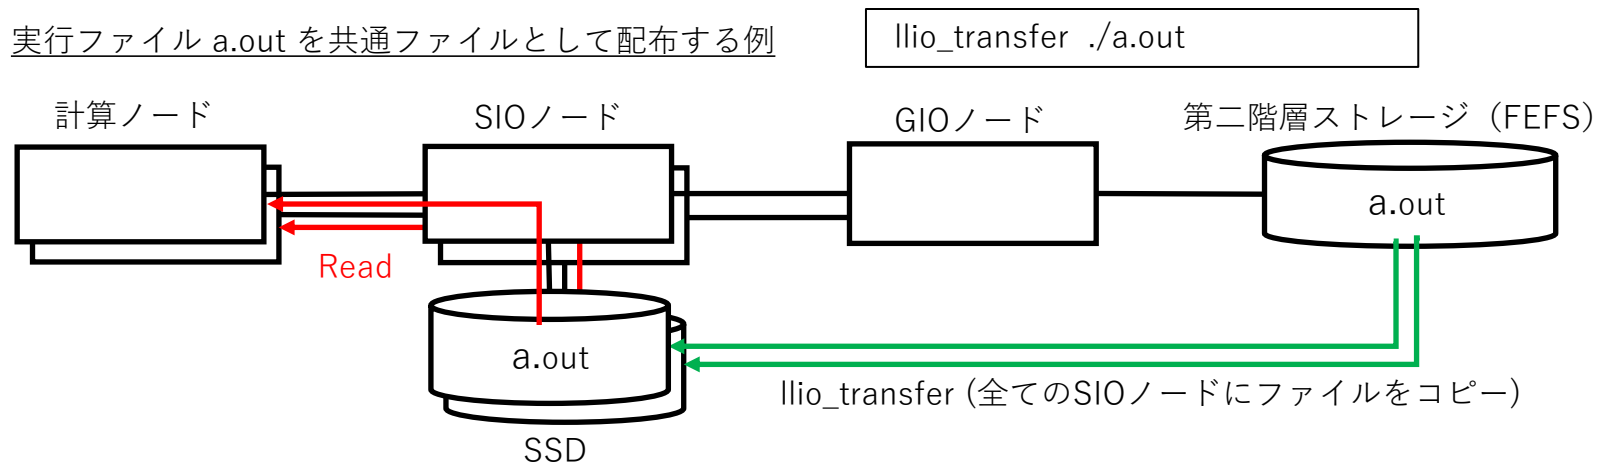 実行ファイル a.out を共通ファイルとして配布する例
llio_transfer ./a.out
計算ノード
SIOノード
GIOノード
第二階層ストレージ（FEFS）
a.out
Read
a.out
llio_transfer (全てのSIOノードにファイルをコピー)
SSD